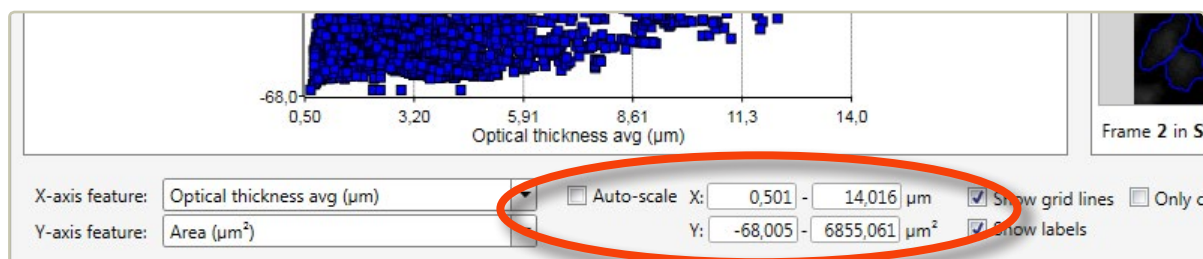 -68,0
0,50 3,20 5,91 8,61 11,3 14,0
Optical thickness avg (µm)
Frame 2 in S
X-axis feature: Optical thickness avg (µm) Auto-scale X: 0,501 - 14,016 µm Show grid lines Only c
Y-axis feature: Area (µm²) Y: -68,005 - 6855,061 µm² Show labels